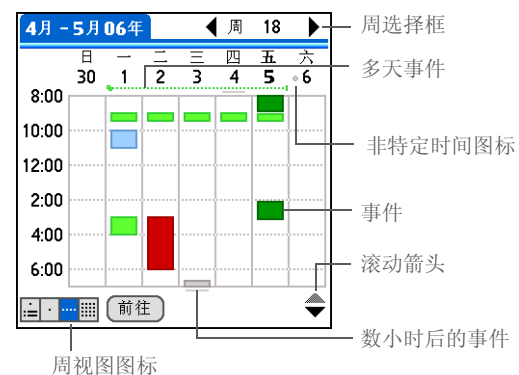 4月 - 5月 06年 周 18
周选择框
日 一 二 三 四 五 六
30 1 2 3 4 5 6
多天事件
8:00
10:00
非特定时间图标
12:00
2:00
事件
4:00
滚动箭头
6:00
前往
数小时后的事件
周视图图标